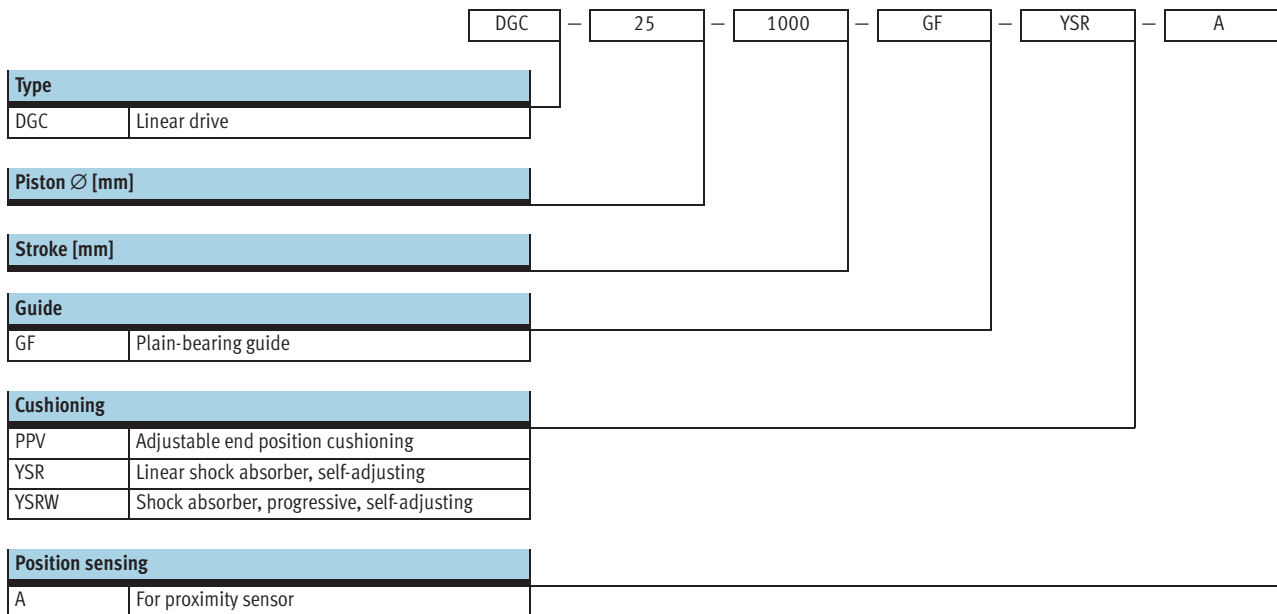 DGC — 25 — 1000 — GF — YSR — A
Type
DGC Linear drive
Piston ∅ [mm]
Stroke [mm]
Guide
GF Plain-bearing guide
Cushioning
PPV Adjustable end position cushioning
YSR Linear shock absorber, self-adjusting
YSRW Shock absorber, progressive, self-adjusting
Position sensing
A For proximity sensor